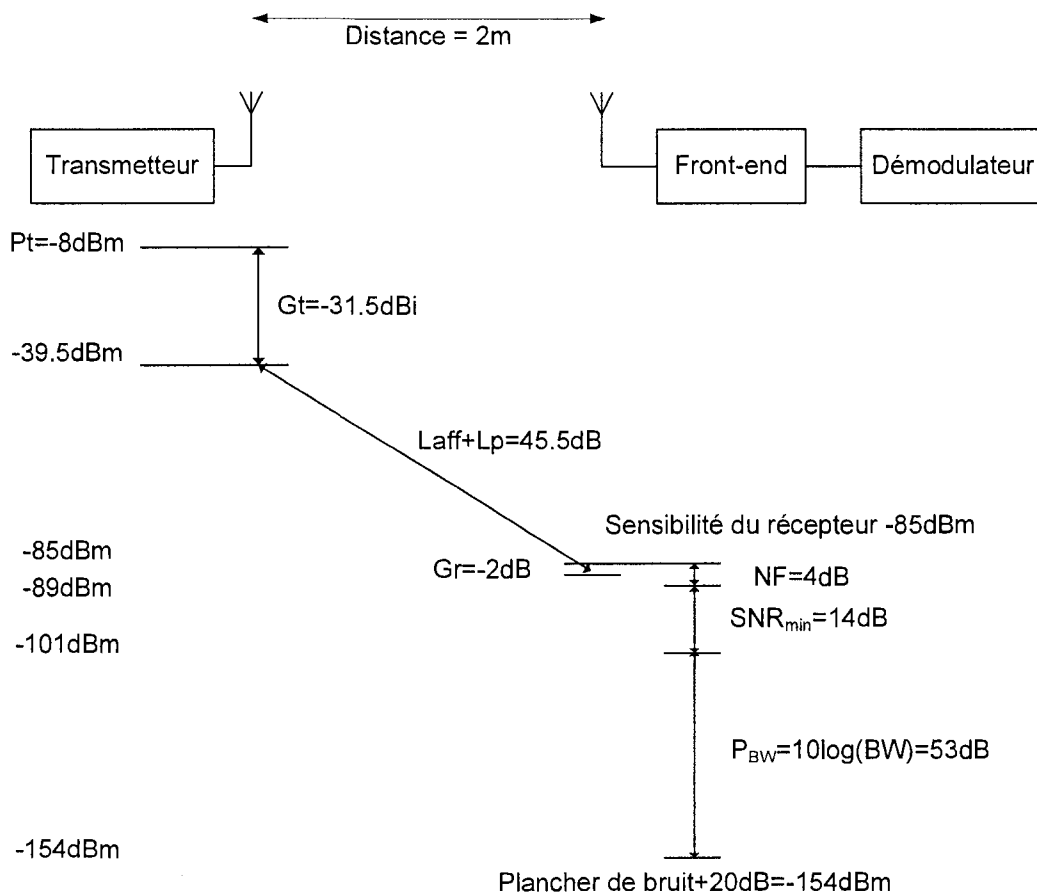 Distance = 2m
Transmetteur
Front-end
Démodulateur
Pt=-8dBm
Gt=-31.5dBi
-39.5dBm
Laff+Lp=45.5dB
Sensibilité du récepteur -85dBm
-85dBm
Gr=-2dB
NF=4dB
-89dBm
SNRmin=14dB
-101dBm
PBW=10log(BW)=53dB
-154dBm
Plancher de bruit+20dB=-154dBm